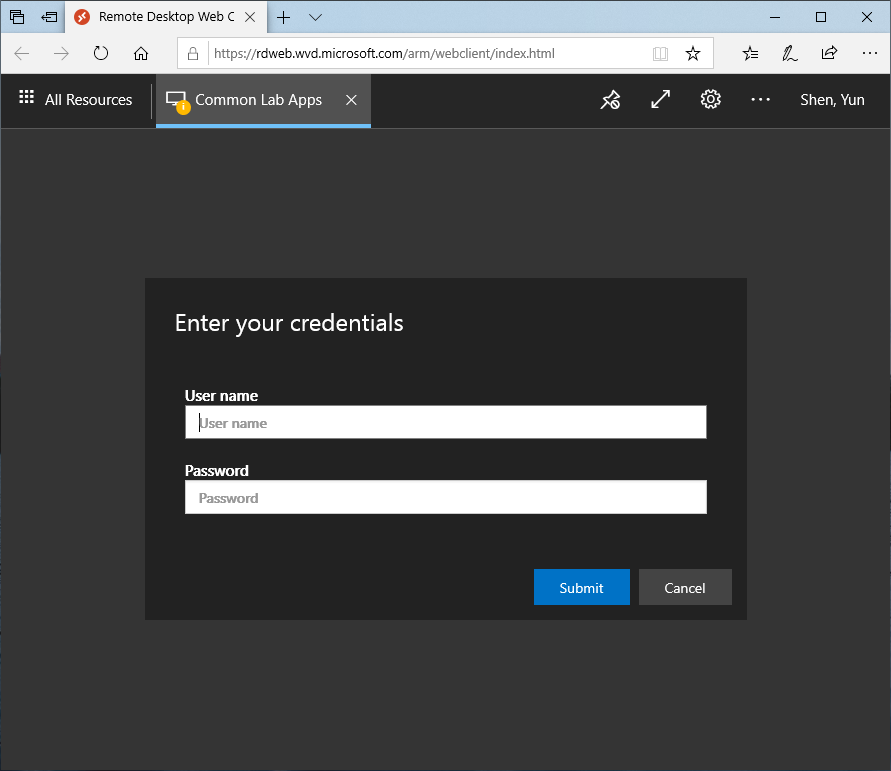 Remote Desktop Web C
https://rdweb.wvd.microsoft.com/arm/webclient/index.html
All Resources
Common Lab Apps
Shen, Yun
Enter your credentials
User name
User name
Password
Password
Submit
Cancel